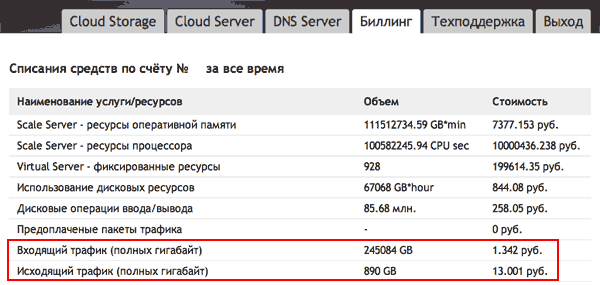 Cloud Storage Cloud Server DNS Server Биллинг Техподдержка Выход
Списания средств по счёту № за все время
Наименование услуги/ресурсов Объем Стоимость
Scale Server - ресурсы оперативной памяти 111512734.59 GB*min 7377.153 руб.
Scale Server - ресурсы процессора 100582245.94 CPU sec 10000436.238 руб.
Virtual Server - фиксированные ресурсы 928 199614.35 руб.
Использование дисковых ресурсов 67068 GB*hour 844.08 руб.
Дисковые операции ввода/вывода 85.68 млн. 258.05 руб.
Предоплаченые пакеты трафика - 0 руб.
Входящий трафик (полных гигабайт) 245084 GB 1.342 руб.
Исходящий трафик (полных гигабайт) 890 GB 13.001 руб.